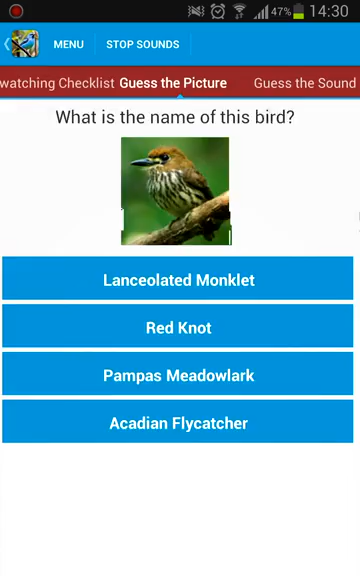 47% 14:30
MENU STOP SOUNDS
watching Checklist Guess the Picture Guess the Sound
What is the name of this bird?
Lanceolated Monklet
Red Knot
Pampas Meadowlark
Acadian Flycatcher